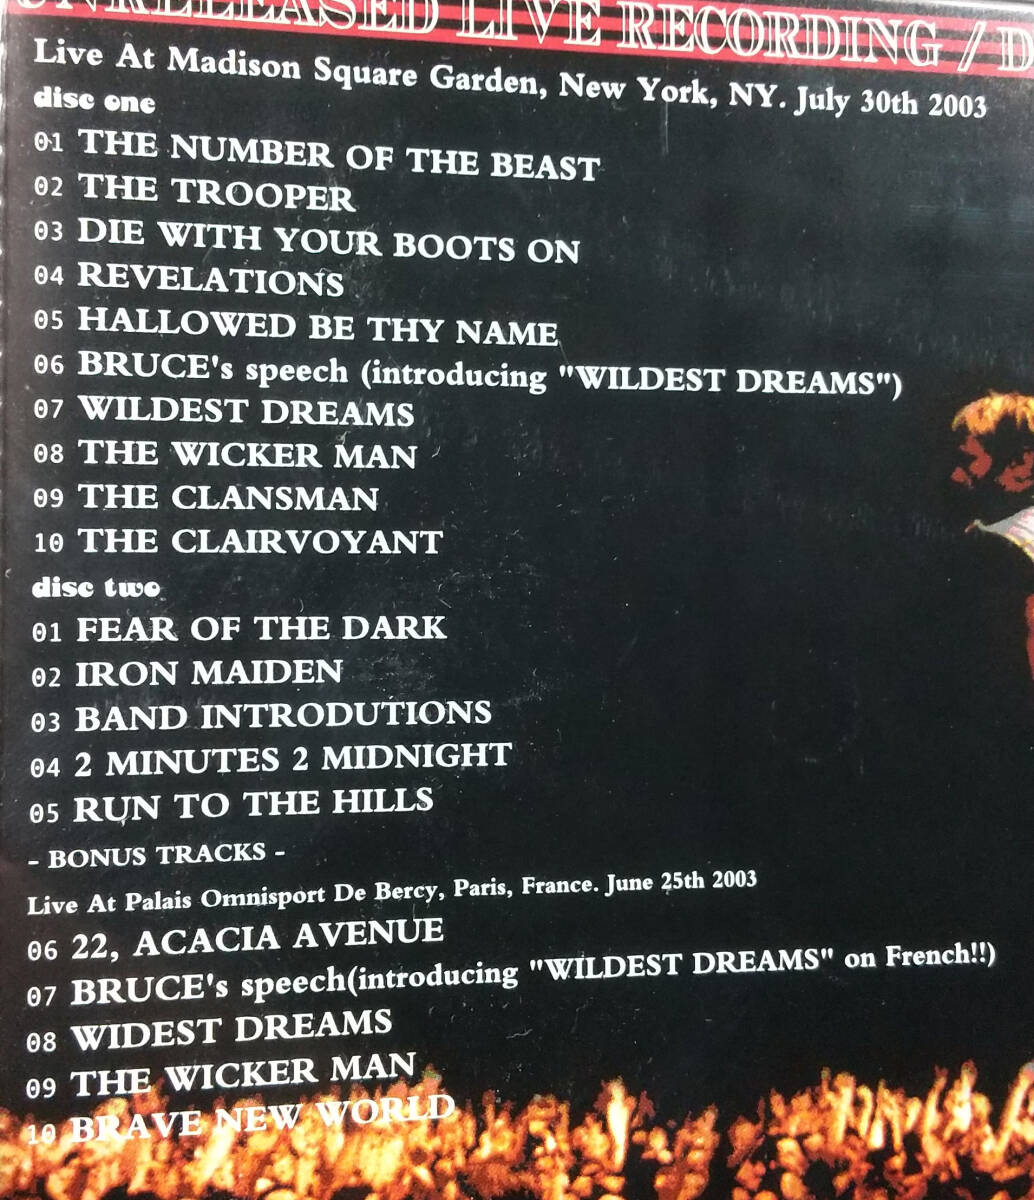 UNRELEASED LIVE RECORDING / D
Live At Madison Square Garden, New York, NY. July 30th 2003
disc one
01 THE NUMBER OF THE BEAST
02 THE TROOPER
03 DIE WITH YOUR BOOTS ON
04 REVELATIONS
05 HALLOWED BE THY NAME
06 BRUCE's speech (introducing "WILDEST DREAMS")
07 WILDEST DREAMS
08 THE WICKER MAN
09 THE CLANSMAN
10 THE CLAIRVOYANT
disc two
01 FEAR OF THE DARK
02 IRON MAIDEN
03 BAND INTRODUTIONS
04 2 MINUTES 2 MIDNIGHT
05 RUN TO THE HILLS
- BONUS TRACKS -
Live At Palais Omnisport De Bercy, Paris, France. June 25th 2003
06 22, ACACIA AVENUE
07 BRUCE's speech(introducing "WILDEST DREAMS" on French!!)
08 WIDEST DREAMS
09 THE WICKER MAN
10 BRAVE NEW WORLD